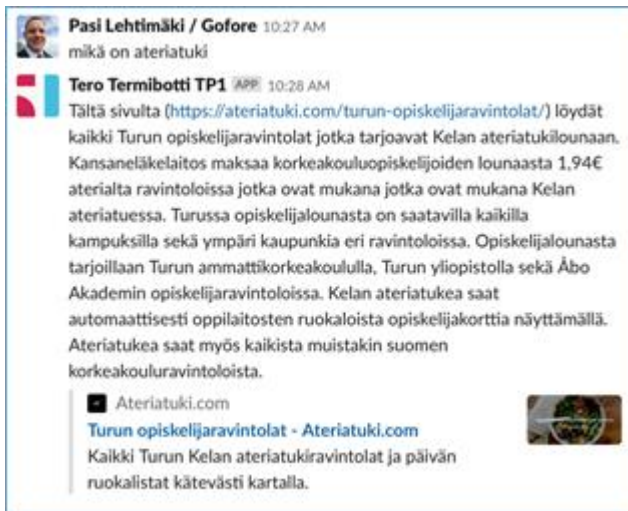 Pasi Lehtimäki / Gofore 10:27 AM
mikä on ateriatuki
Tero Termibotti TP1 APP 10:28 AM
Tältä sivulta (https://ateriatuki.com/turun-opiskelijaravintolat/) löydät
kaikki Turun opiskelijaravintolat jotka tarjoavat Kelan ateriatukilounaan.
Kansaneläkelaitos maksaa korkeakouluopiskelijoiden lounaasta 1,94€
aterialta ravintoloissa jotka ovat mukana jotka ovat mukana Kelan
ateriatuessa. Turussa opiskelijalounasta on saatavilla kaikilla
kampuksilla sekä ympäri kaupunkia eri ravintoloissa. Opiskelijalounasta
tarjoillaan Turun ammattikorkeakoululla, Turun yliopistolla sekä Åbo
Akademin opiskelijaravintoloissa. Kelan ateriatukea saat
automaattisesti oppilaitosten ruokaloista opiskelijakorttia näyttämällä.
Ateriatukea saat myös kaikista muistakin suomen
korkeakouluravintoloista.
Ateriatuki.com
Turun opiskelijaravintolat - Ateriatuki.com
Kaikki Turun Kelan ateriatukiravintolat ja päivän
ruokalistat kätevästi kartalla.